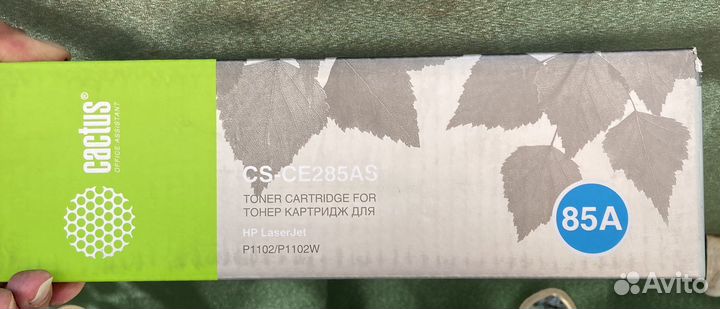 cactus®
OFFICE ASSISTANT
CS-CE285AS
TONER CARTRIDGE FOR
ТОНЕР КАРТРИДЖ ДЛЯ
HP LaserJet
P1102/P1102W
85A
Avito